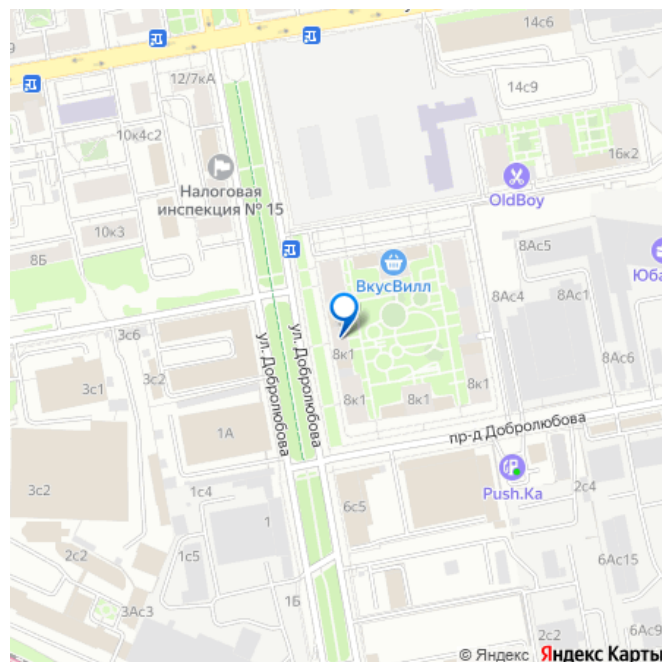 14с6
12/7кА
14с9
10к4с2
16к2
Налоговая
инспекция № 15
OldBoy
10к3
8Б
8Ас5
ВкусВилл
Юба
8Ас4
8Ас1
3с6
8к1
8Ас6
3с2
3с1
8к1
8к1
8к1
ул. Добролюбова
ул. Добролюбова
1А
пр-д Добролюбова
3с2
1с4
6с5
Push.Ka
2с4
1
2с2
1с5
6Ас15
3Ас3
1Б
2с2
6Ас9
© Яндекс Яндекс Карты